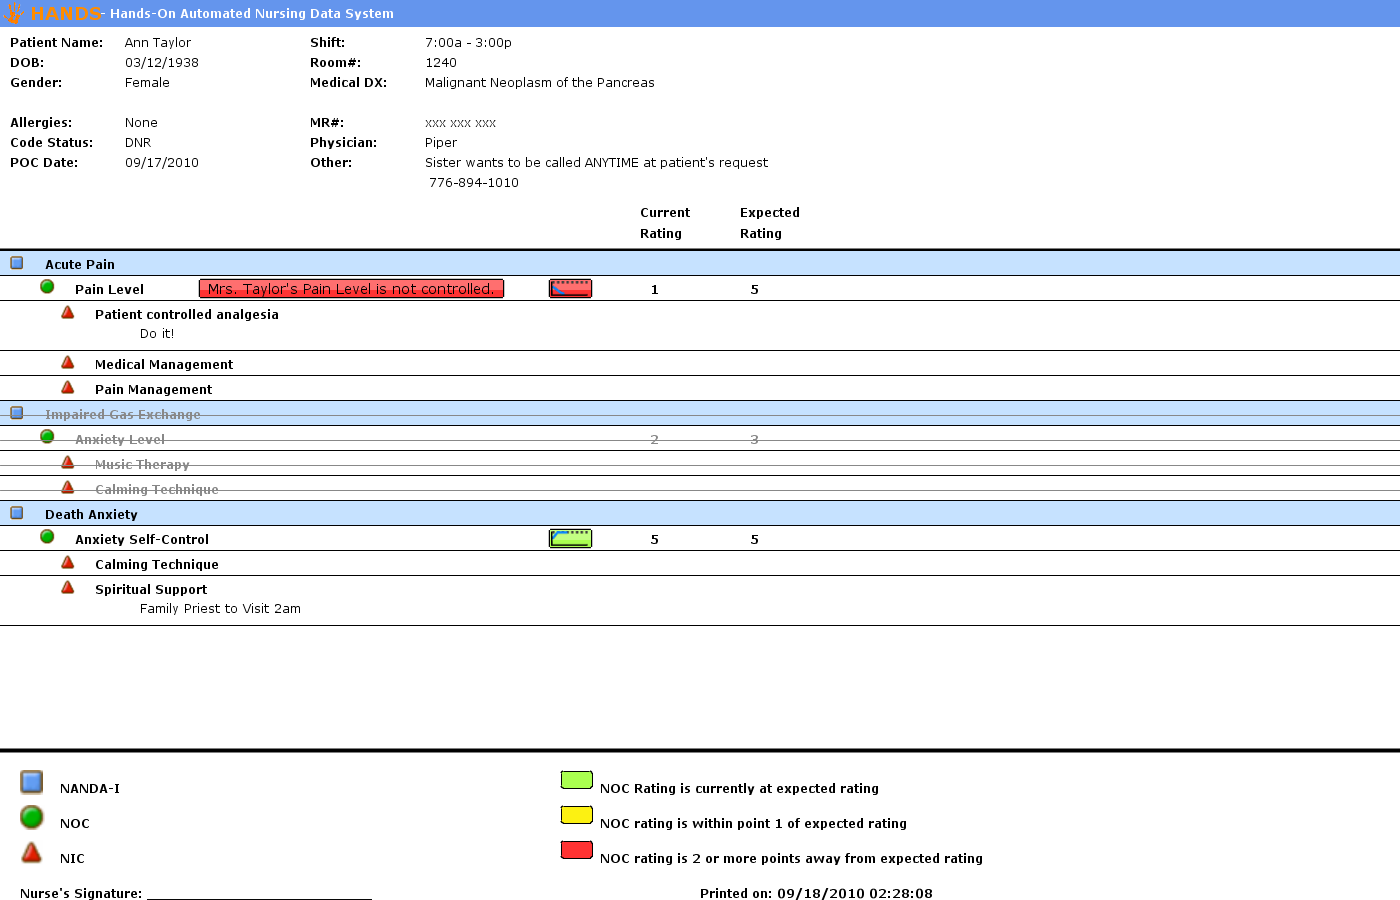 HANDS - Hands-On Automated Nursing Data System
Patient Name: Ann Taylor Shift: 7:00a - 3:00p
DOB: 03/12/1938 Room#: 1240
Gender: Female Medical DX: Malignant Neoplasm of the Pancreas
Allergies: None MR#: xxx xxx xxx
Code Status: DNR Physician: Piper
POC Date: 09/17/2010 Other: Sister wants to be called ANYTIME at patient's request
776-894-1010
Current Expected
Rating Rating
Acute Pain
Pain Level Mrs. Taylor's Pain Level is not controlled. 1 5
Patient controlled analgesia
Do it!
Medical Management
Pain Management
Impaired Gas Exchange
Anxiety Level 2 3
Music Therapy
Calming Technique
Death Anxiety
Anxiety Self-Control 5 5
Calming Technique
Spiritual Support
Family Priest to Visit 2am
NANDA-I NOC Rating is currently at expected rating
NOC NOC rating is within point 1 of expected rating
NIC NOC rating is 2 or more points away from expected rating
Nurse's Signature: Printed on: 09/18/2010 02:28:08